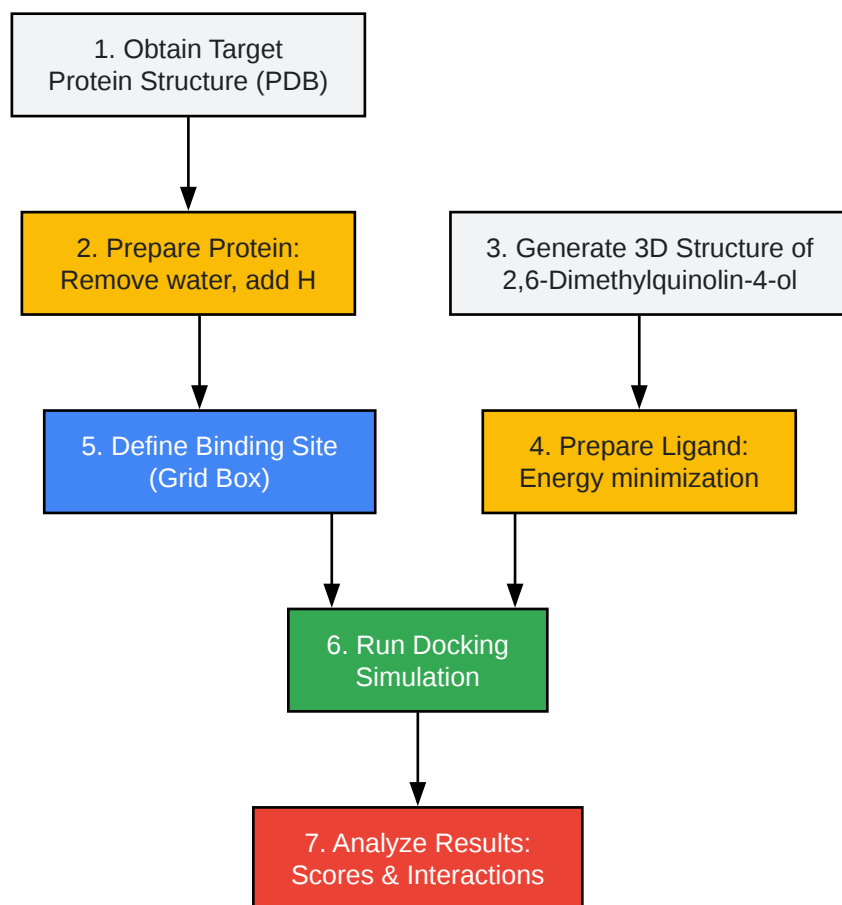 1. Obtain Target
Protein Structure (PDB)
2. Prepare Protein:
Remove water, add H
3. Generate 3D Structure of
2,6-Dimethylquinolin-4-ol
5. Define Binding Site
(Grid Box)
4. Prepare Ligand:
Energy minimization
6. Run Docking
Simulation
7. Analyze Results:
Scores & Interactions